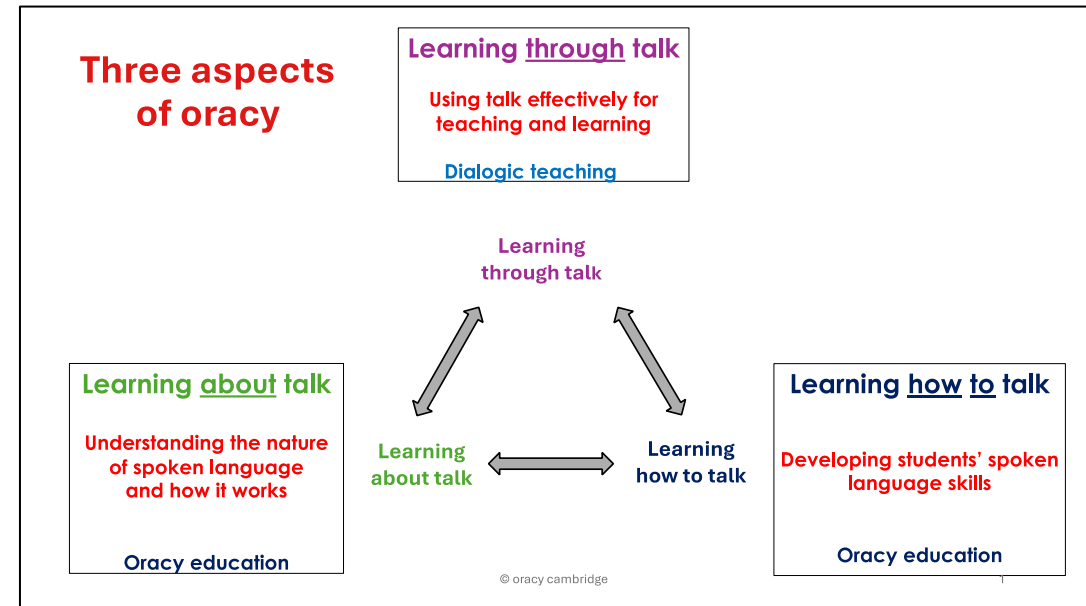 Three aspects
of oracy
Learning through talk
Using talk effectively for
teaching and learning
Dialogic teaching
Learning
through talk
Learning about talk
Understanding the nature
of spoken language
and how it works
Oracy education
Learning
about talk
Learning
how to talk
Learning how to talk
Developing students’ spoken
language skills
Oracy education
© oracy cambridge
1